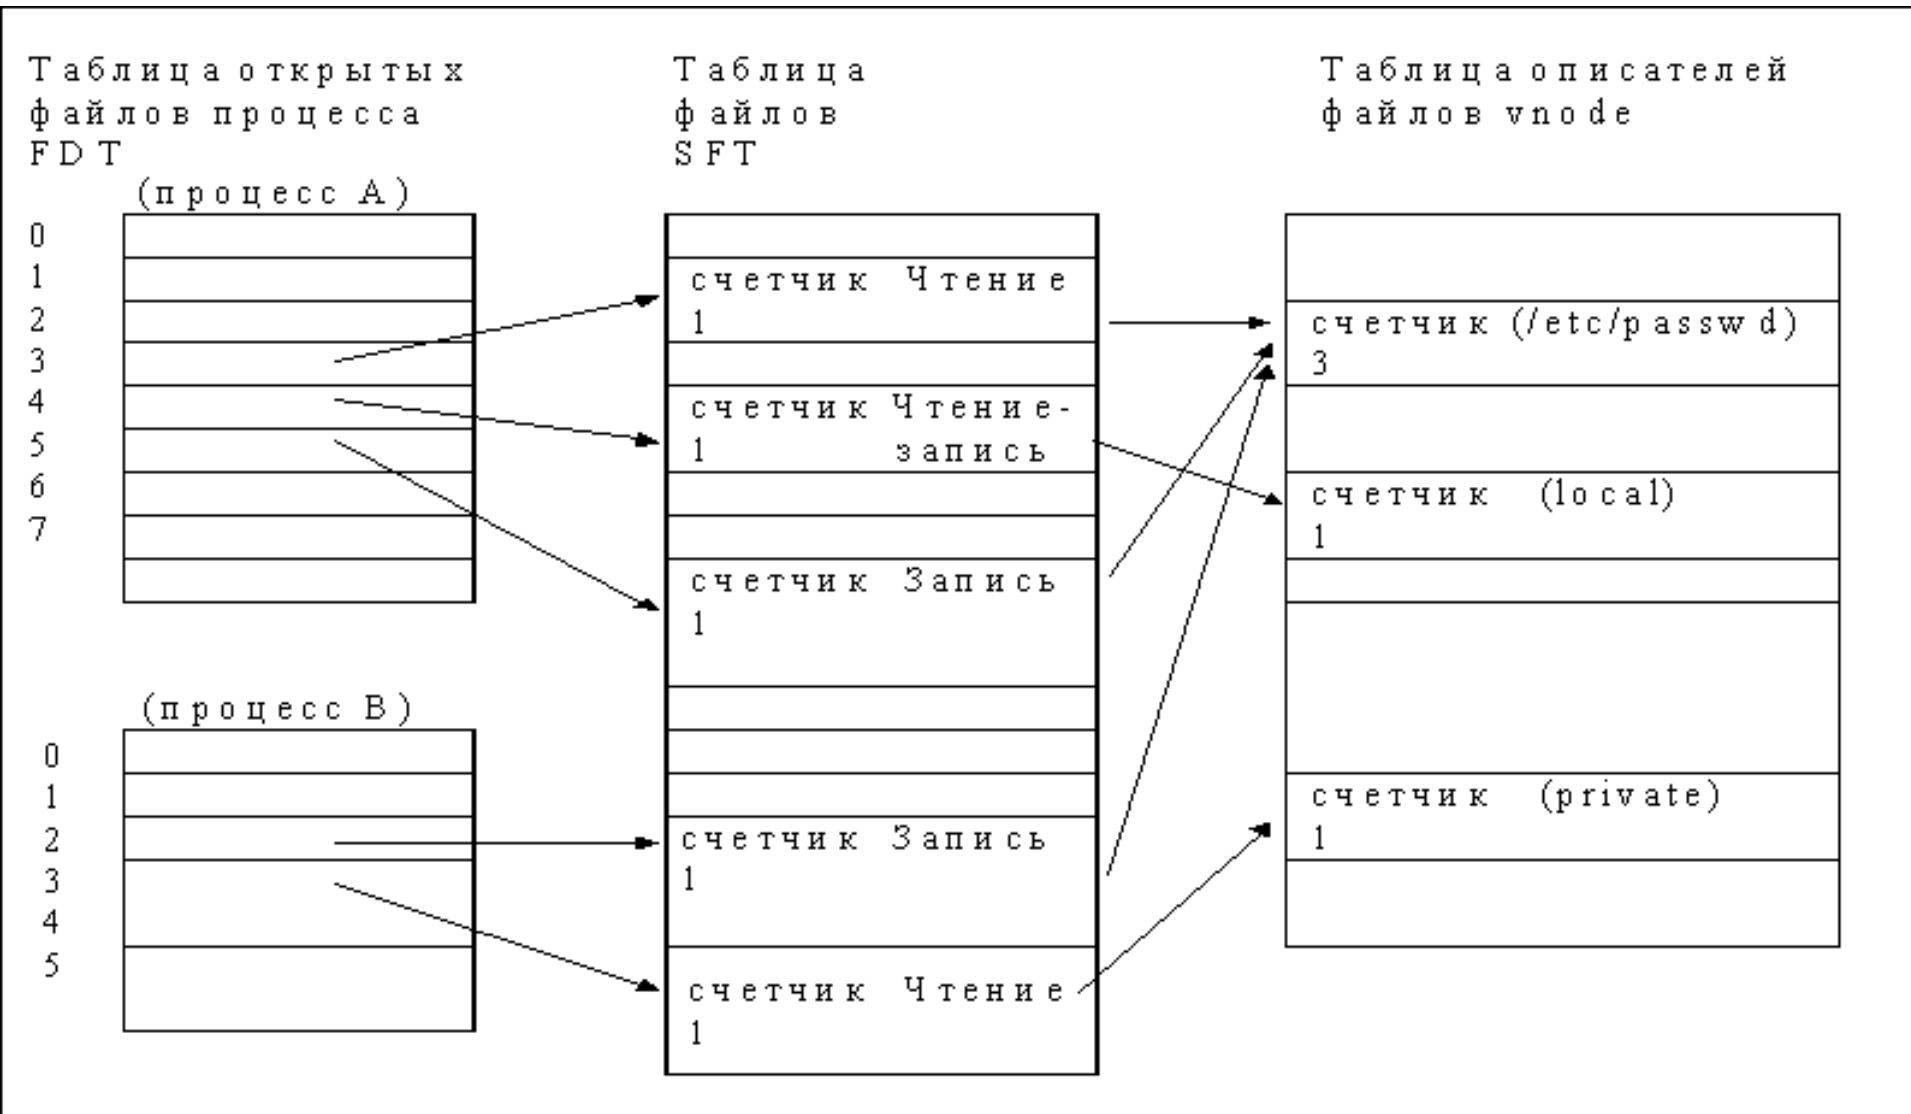 Таблица открытых
файлов процесса
FDT
(процесс A)
0
1
2
3
4
5
6
7
(процесс B)
0
1
2
3
4
5
Таблица
файлов
SFT
счетчик Чтение
1
счетчик Чтение-
1 запись
счетчик Запись
1
счетчик Запись
1
счетчик Чтение
1
Таблица описателей
файлов vnode
счетчик (/etc/passwd)
3
счетчик (local)
1
счетчик (private)
1